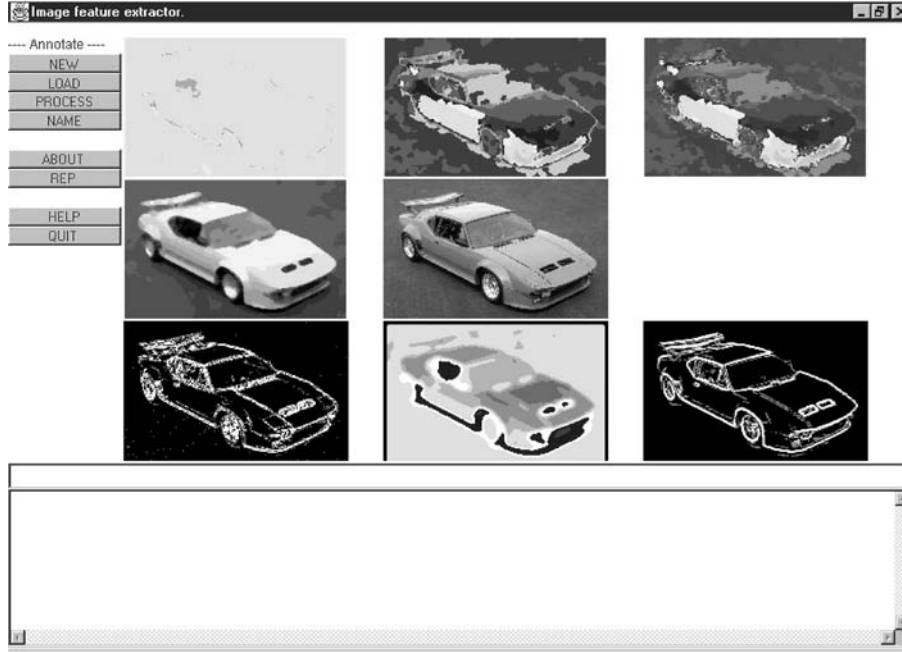 Image feature extractor.
---- Annotate ----
NEW
LOAD
PROCESS
NAME
ABOUT
REP
HELP
QUIT